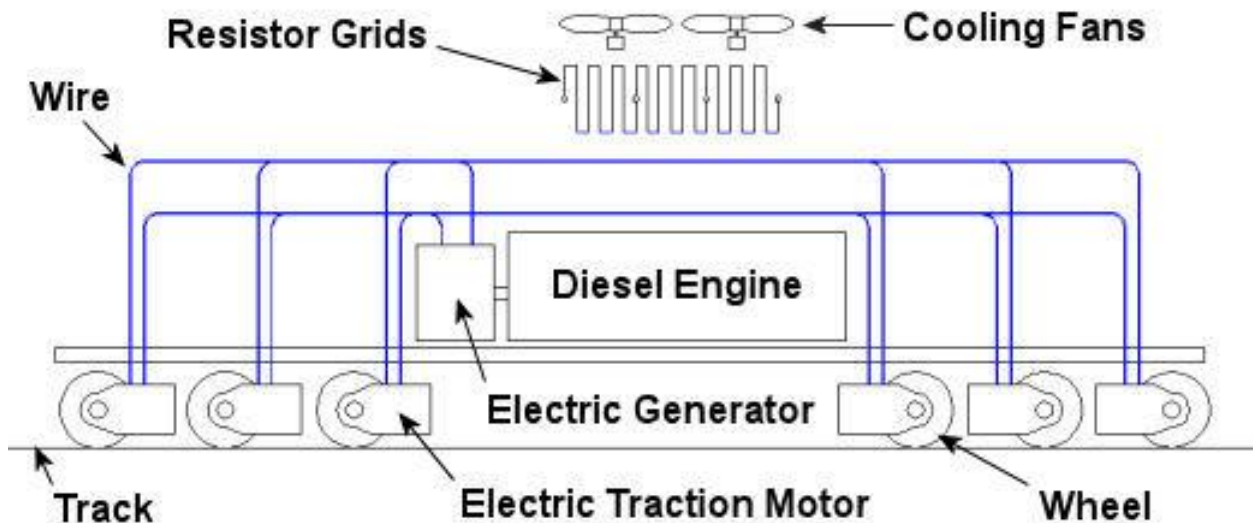 Resistor Grids
Cooling Fans
Wire
Diesel Engine
Electric Generator
Track
Electric Traction Motor
Wheel